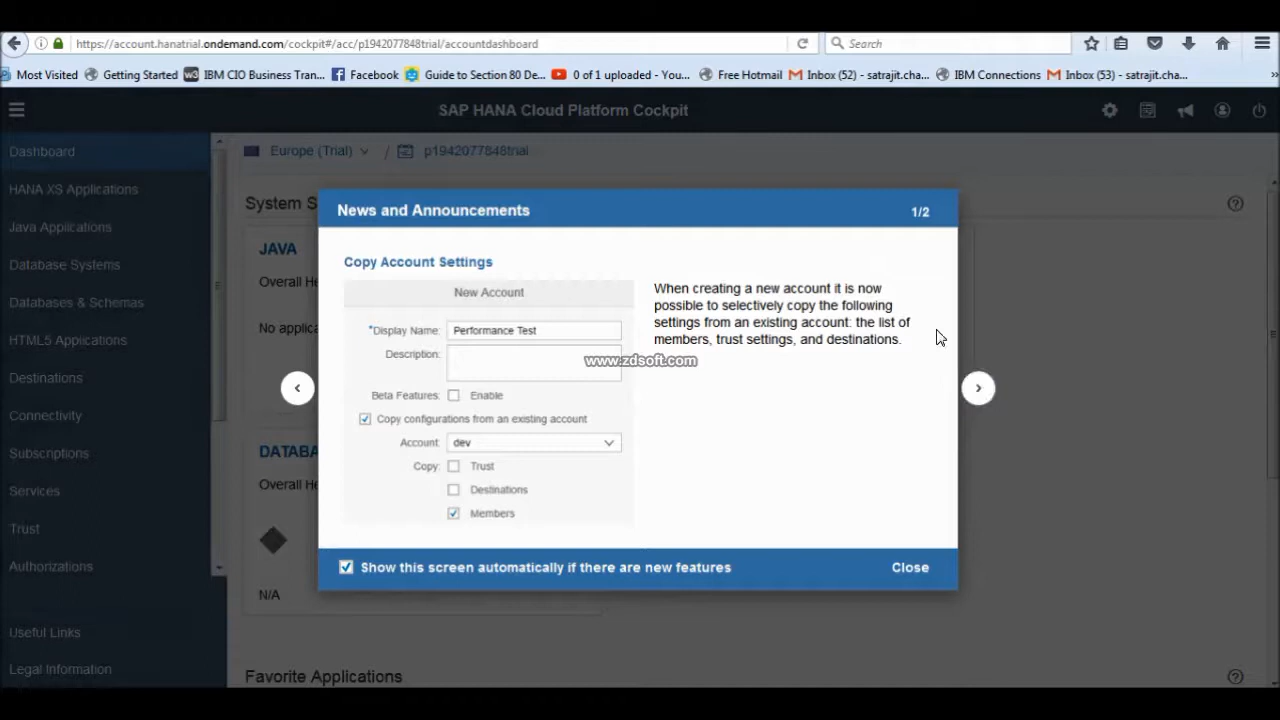 https://account.hanatrial.ondemand.com/cockpit#/acc/p1942077848trial/accountdashboard
Search
Most Visited
Getting Started
IBM CIO Business Tran...
Facebook
Guide to Section 80 De...
0 of 1 uploaded - You...
Free Hotmail
Inbox (52) - satrajit.cha...
IBM Connections
Inbox (53) - satrajit.cha...
SAP HANA Cloud Platform Cockpit
Dashboard
HANA XS Applications
Java Applications
Database Systems
Databases & Schemas
HTML5 Applications
Destinations
Connectivity
Subscriptions
Services
Trust
Authorizations
Useful Links
Legal Information
Europe (Trial)
/
p1942077848trial
System S
JAVA
Overall He
No applica
DATABA
Overall He
N/A
Favorite Applications
News and Announcements
1/2
Copy Account Settings
New Account
*Display Name: Performance Test
Description:
Beta Features: Enable
Copy configurations from an existing account
Account: dev
Copy: Trust
Destinations
Members
When creating a new account it is now
possible to selectively copy the following
settings from an existing account: the list of
members, trust settings, and destinations.
www.zdsoft.com
Show this screen automatically if there are new features
Close